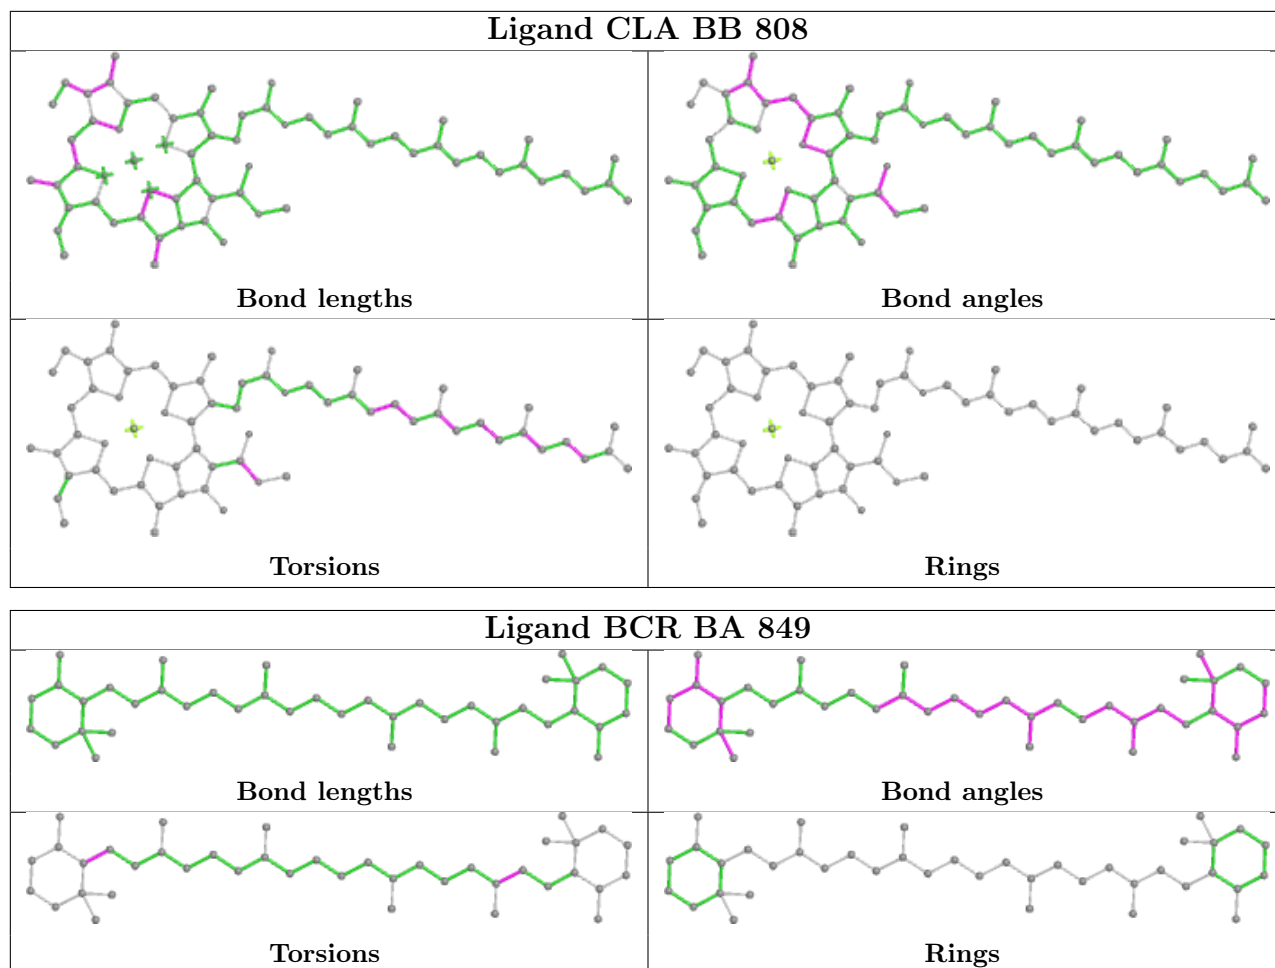 Ligand CLA BB 808
Bond lengths
Bond angles
Torsions
Rings
Ligand BCR BA 849
Bond lengths
Bond angles
Torsions
Rings